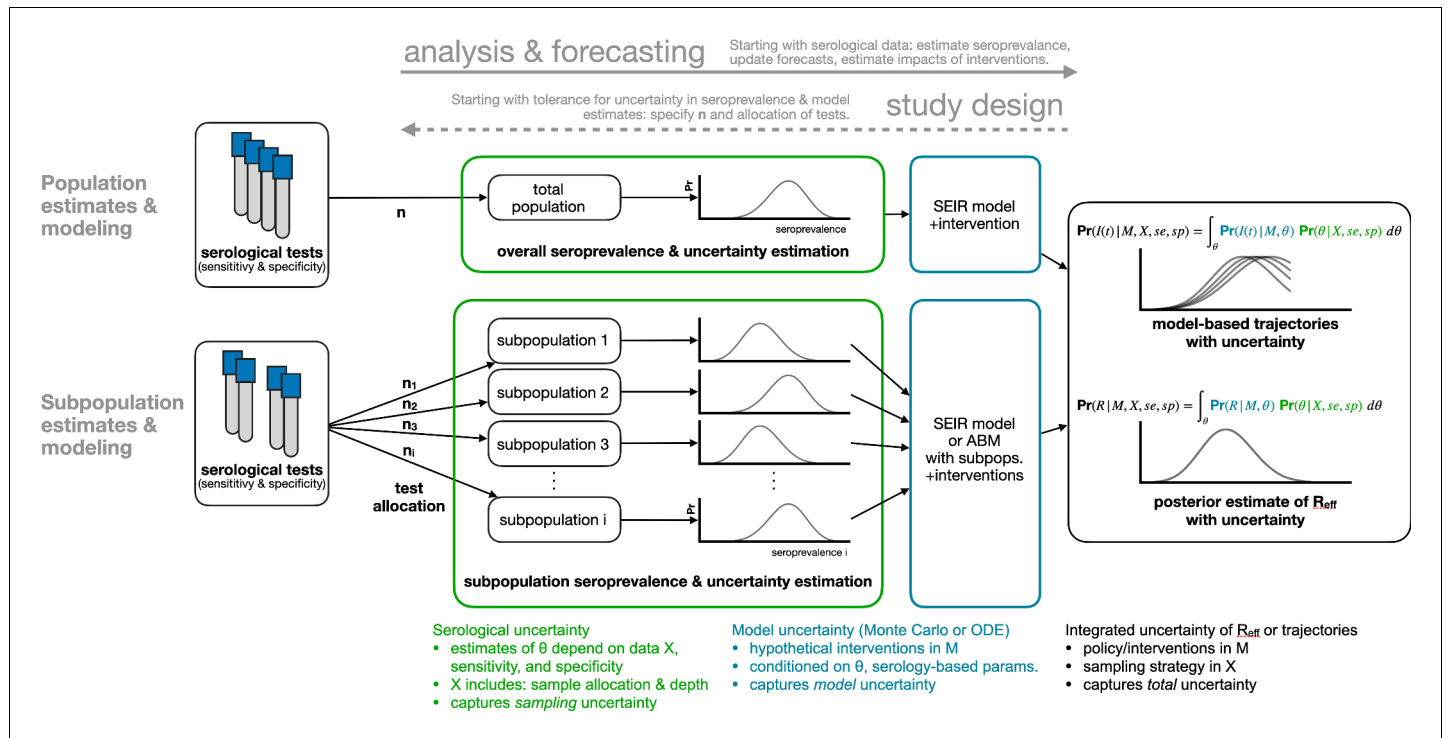 analysis & forecasting
Starting with serological data: estimate seroprevalance,
update forecasts, estimate impacts of interventions.
Starting with tolerance for uncertainty in seroprevalence & model
estimates: specify n and allocation of tests.
study design
Population
estimates &
modeling
serological tests
(sensititivy & specificity)
n
total
population
Pr
seroprevalence
overall seroprevalence & uncertainty estimation
SEIR model
+intervention
Pr(I(t)|M, X, se, sp) = ∫θ Pr(I(t)|M, θ) Pr(θ|X, se, sp) dθ
model-based trajectories
with uncertainty
Subpopulation
estimates &
modeling
serological tests
(sensititivy & specificity)
n1
n2
n3
ni
test
allocation
subpopulation 1
subpopulation 2
subpopulation 3
subpopulation i
Pr
seroprevalence i
subpopulation seroprevalence & uncertainty estimation
SEIR model
or ABM
with subpops.
+interventions
Pr(R|M, X, se, sp) = ∫θ Pr(R|M, θ) Pr(θ|X, se, sp) dθ
posterior estimate of Reff
with uncertainty
Serological uncertainty
• estimates of θ depend on data X,
sensitivity, and specificity
• X includes: sample allocation & depth
• captures sampling uncertainty
Model uncertainty (Monte Carlo or ODE)
• hypothetical interventions in M
• conditioned on θ, serology-based params.
• captures model uncertainty
Integrated uncertainty of Reff or trajectories
• policy/interventions in M
• sampling strategy in X
• captures total uncertainty